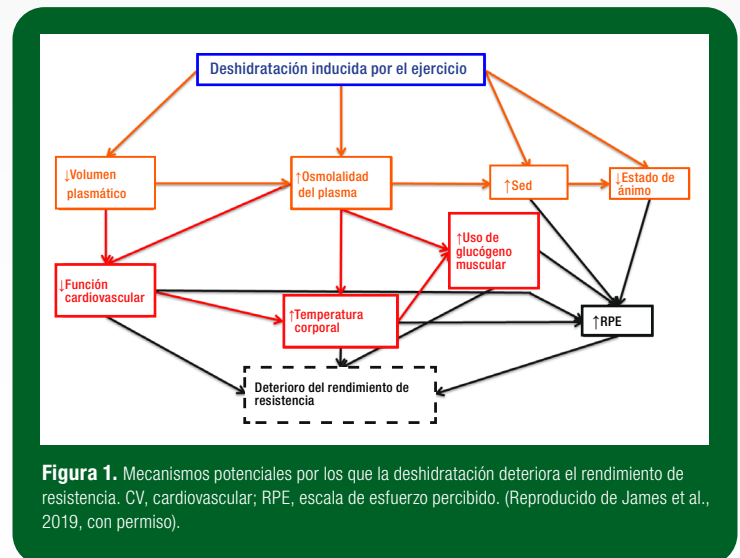 Deshidratación inducida por el ejercicio
↓Volumen
plasmático
↑Osmolalidad
del plasma
↑Sed
↓Estado de
ánimo
↑Uso de
glucógeno
muscular
↓Función
cardiovascular
↑Temperatura
corporal
↑RPE
Deterioro del rendimiento de
resistencia
Figura 1. Mecanismos potenciales por los que la deshidratación deteriora el rendimiento de
resistencia. CV, cardiovascular; RPE, escala de esfuerzo percibido. (Reproducido de James et al.,
2019, con permiso).